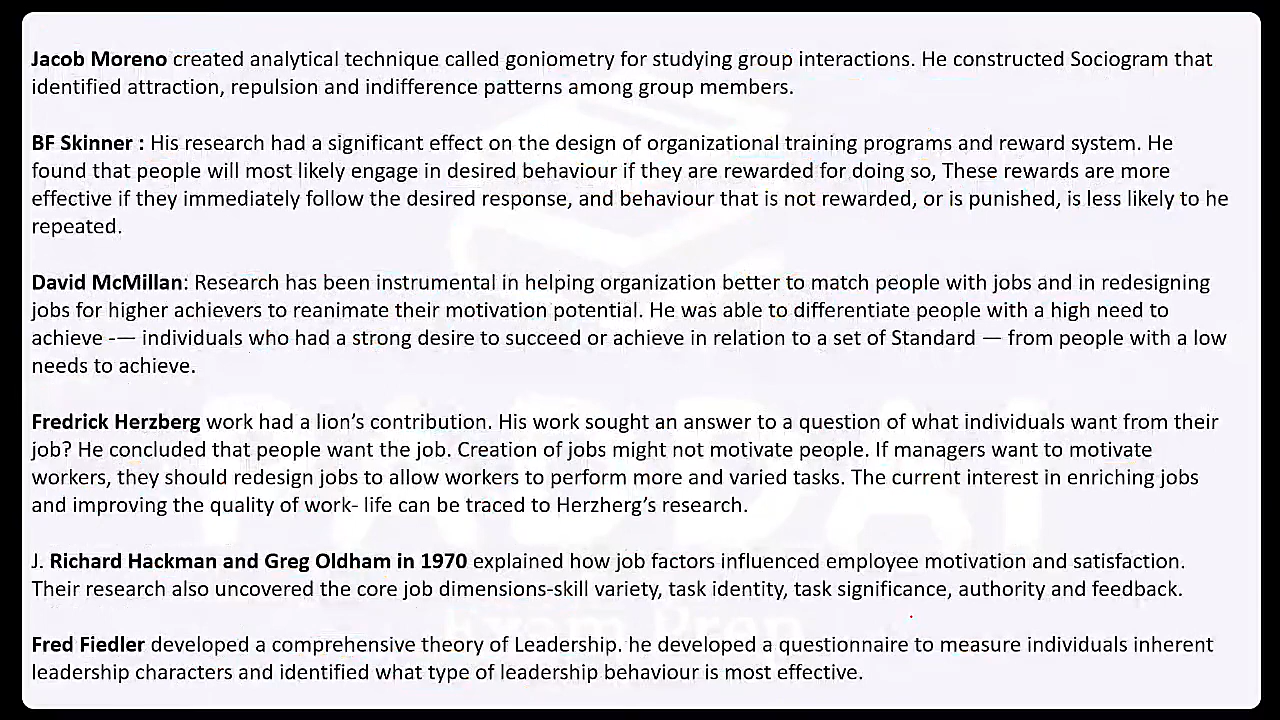 Jacob Moreno created analytical technique called goniometry for studying group interactions. He constructed Sociogram that
identified attraction, repulsion and indifference patterns among group members.
BF Skinner : His research had a significant effect on the design of organizational training programs and reward system. He
found that people will most likely engage in desired behaviour if they are rewarded for doing so, These rewards are more
effective if they immediately follow the desired response, and behaviour that is not rewarded, or is punished, is less likely to he
repeated.
David McMillan: Research has been instrumental in helping organization better to match people with jobs and in redesigning
jobs for higher achievers to reanimate their motivation potential. He was able to differentiate people with a high need to
achieve -— individuals who had a strong desire to succeed or achieve in relation to a set of Standard — from people with a low
needs to achieve.
Fredrick Herzberg work had a lion’s contribution. His work sought an answer to a question of what individuals want from their
job? He concluded that people want the job. Creation of jobs might not motivate people. If managers want to motivate
workers, they should redesign jobs to allow workers to perform more and varied tasks. The current interest in enriching jobs
and improving the quality of work- life can be traced to Herzherg’s research.
J. Richard Hackman and Greg Oldham in 1970 explained how job factors influenced employee motivation and satisfaction.
Their research also uncovered the core job dimensions-skill variety, task identity, task significance, authority and feedback.
Fred Fiedler developed a comprehensive theory of Leadership. he developed a questionnaire to measure individuals inherent
leadership characters and identified what type of leadership behaviour is most effective.